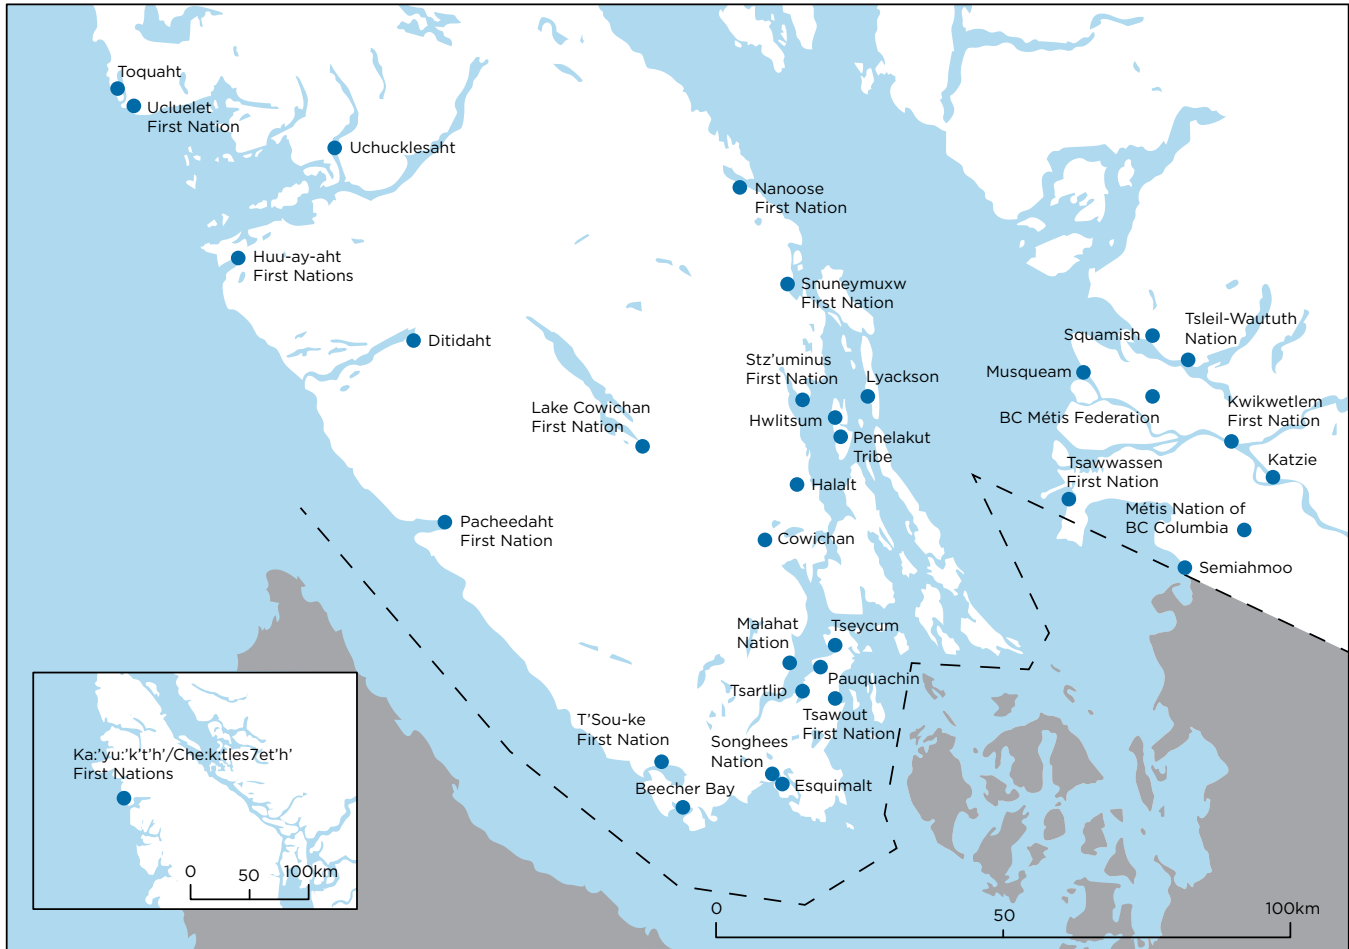 Toquaht
Ucluelet
First Nation
Uchucklesaht
Nanoose
First Nation
Huu-ay-aht
First Nations
Snuneymuxw
First Nation
Ditidaht
Squamish
Tsleil-Waututh
Nation
Stz’uminus
First Nation
Lyackson
Musqueam
Lake Cowichan
First Nation
Hwlitsum
BC Métis Federation
Kwikwetlem
First Nation
Penelakut
Tribe
Tsawwassen
First Nation
Katzie
Halalt
Métis Nation of
BC Columbia
Pacheedaht
First Nation
Cowichan
Semiahmoo
Malahat
Nation
Tseycum
Pauquachin
Tsartlip
Tsawout
First Nation
T’Sou-ke
First Nation
Songhees
Nation
Beecher Bay
Esquimalt
Ka:’yu:’k’t’h’/Che:k:tles7et’h’
First Nations
0 50 100km
0 50 100km